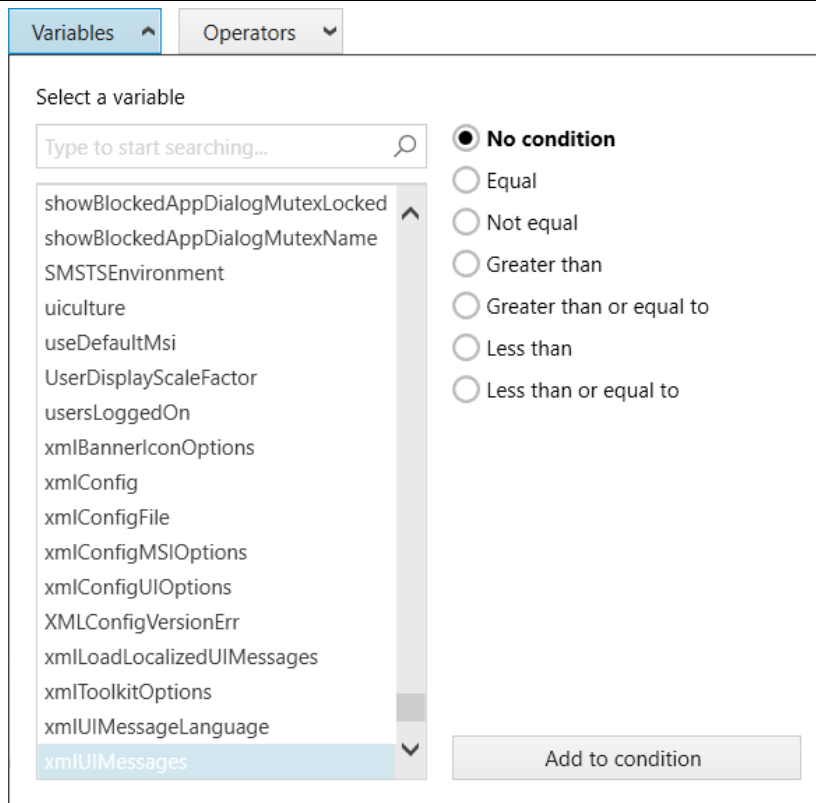 Variables
Operators
Select a variable
Type to start searching...
showBlockedAppDialogMutexLocked
showBlockedAppDialogMutexName
SMSTSEnvironment
uiculture
useDefaultMsi
UserDisplayScaleFactor
usersLoggedOn
xmlBannerIconOptions
xmlConfig
xmlConfigFile
xmlConfigMSIOptions
xmlConfigUIOptions
XMLConfigVersionErr
xmlLoadLocalizedUIMessages
xmlToolkitOptions
xmlUIMessageLanguage
xmlUIMessages
No condition
Equal
Not equal
Greater than
Greater than or equal to
Less than
Less than or equal to
Add to condition